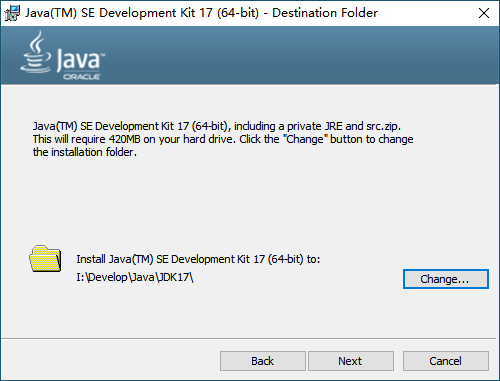 Java(TM) SE Development Kit 17 (64-bit) - Destination Folder
Java
ORACLE
Java(TM) SE Development Kit 17 (64-bit), including a private JRE and src.zip.
This will require 420MB on your hard drive. Click the "Change" button to change
the installation folder.
Install Java(TM) SE Development Kit 17 (64-bit) to:
I:\Develop\Java\JDK17\
Change...
Back
Next
Cancel